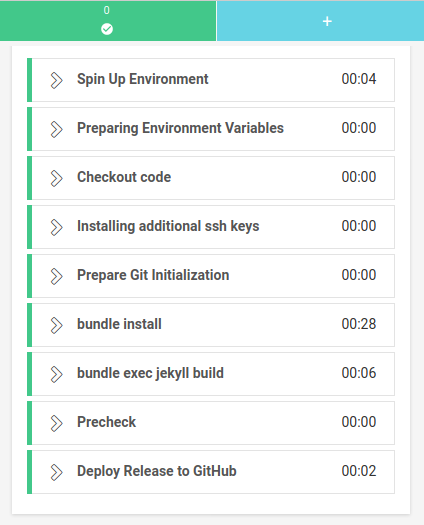 0
+
Spin Up Environment 00:04
Preparing Environment Variables 00:00
Checkout code 00:00
Installing additional ssh keys 00:00
Prepare Git Initialization 00:00
bundle install 00:28
bundle exec jekyll build 00:06
Precheck 00:00
Deploy Release to GitHub 00:02